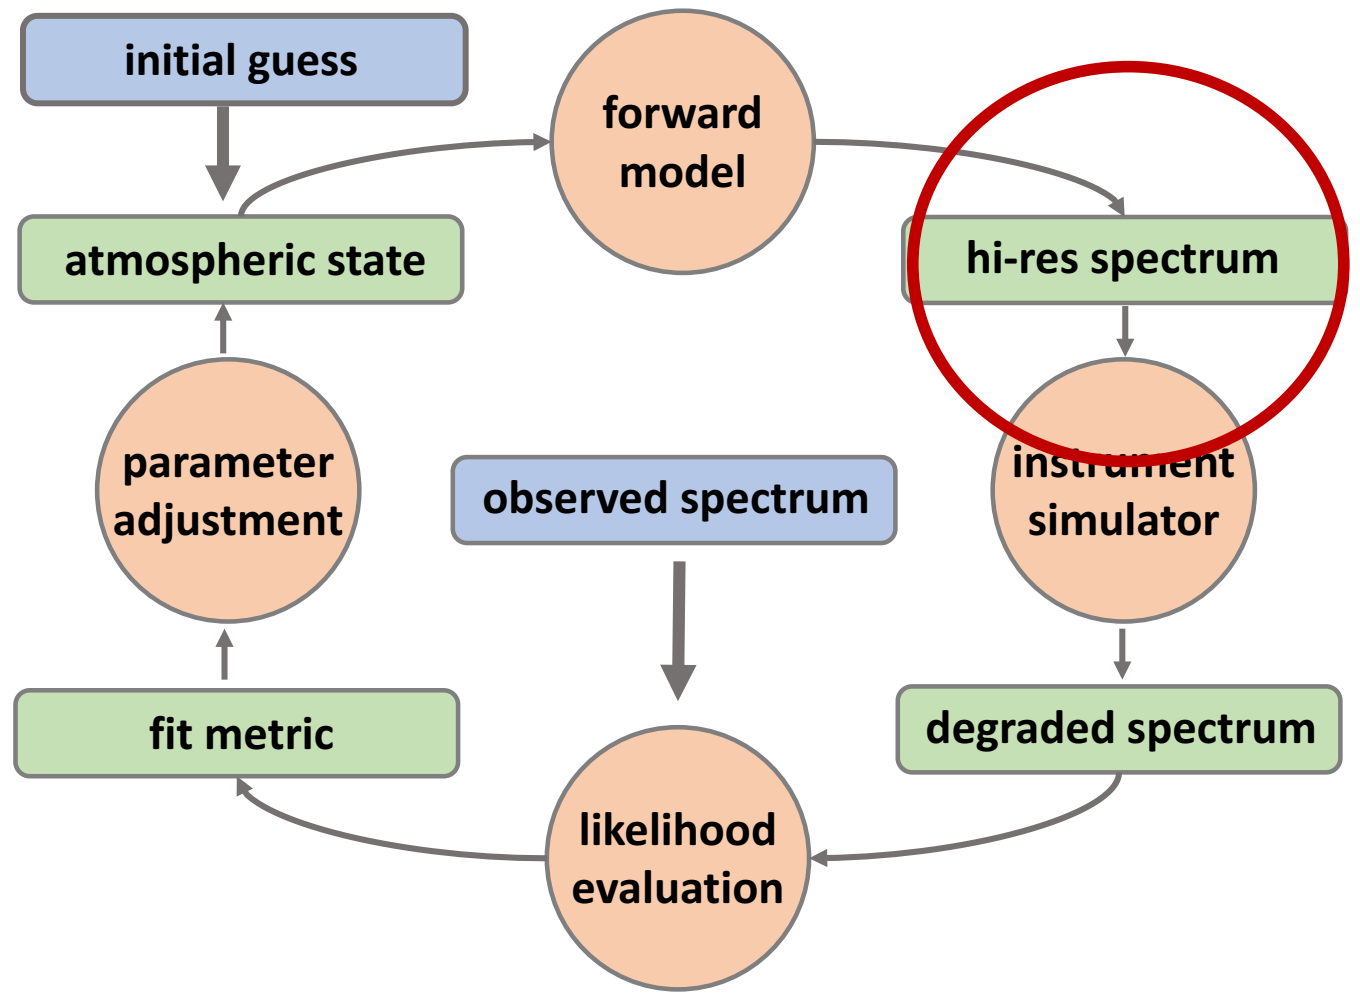 initial guess
forward
model
atmospheric state
hi-res spectrum
parameter
adjustment
observed spectrum
instrument
simulator
fit metric
degraded spectrum
likelihood
evaluation